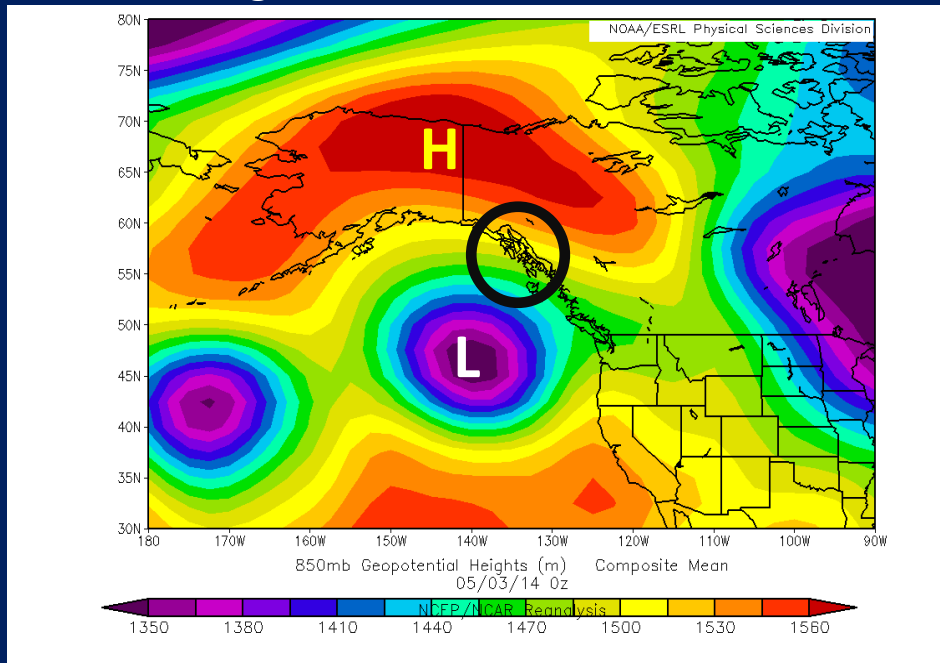 NOAA/ESRL Physical Sciences Division
80N
75N
70N
65N
60N
55N
50N
45N
40N
35N
30N
H
L
180 170W 160W 150W 140W 130W 120W 110W 100W 90W
850mb Geopotential Heights (m) Composite Mean
05/03/14 0z
NCEP/NCAR Reanalysis
1350 1380 1410 1440 1470 1500 1530 1560